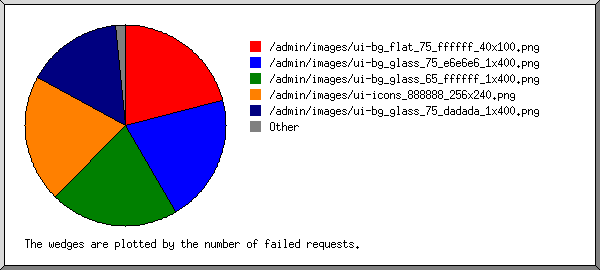 /admin/images/ui-bg_flat_75_ffffff_40x100.png
/admin/images/ui-bg_glass_75_e6e6e6_1x400.png
/admin/images/ui-bg_glass_65_ffffff_1x400.png
/admin/images/ui-icons_888888_256x240.png
/admin/images/ui-bg_glass_75_dadada_1x400.png
Other
The wedges are plotted by the number of failed requests.